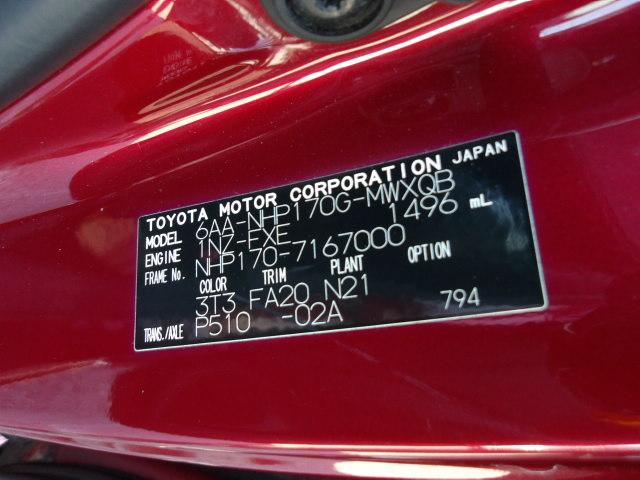 TOYOTA MOTOR CORPORATION JAPAN
MODEL 6AA-NHP170G-MWXQB
ENGINE 1NZ-FXE 1496 mL
FRAME No. NHP170-7167000
COLOR TRIM PLANT OPTION
3T3 FA20 N21
TRANS./AXLE P510 -02A 794